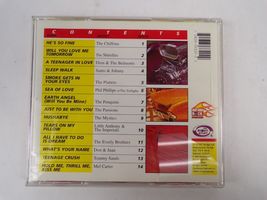 CONTENTS
HE'S SO FINE The Chiffons 1
WILL YOU LOVE ME
TOMORROW The Shirelles 2
A TEENAGER IN LOVE Dion & The Belmonts 3
SLEEP WALK Santo & Johnny 4
SMOKE GETS IN
YOUR EYES The Platters 5
SEA OF LOVE Phil Phillips 6
EARTH ANGEL
(Will You Be Mine) The Penguins 7
JUST TO BE WITH YOU The Passions 8
The Mystics 9
TEARS ON MY
PILLOW Little Anthony &
The Imperials 10
ALL I HAVE TO DO
IS DREAM The Everly Brothers 11
WHAT'S YOUR NAME Don & Juan 12
TEENAGE CRUSH Tommy Sands 13
HOLD ME, THRILL ME,
KISS ME Mel Carter 14